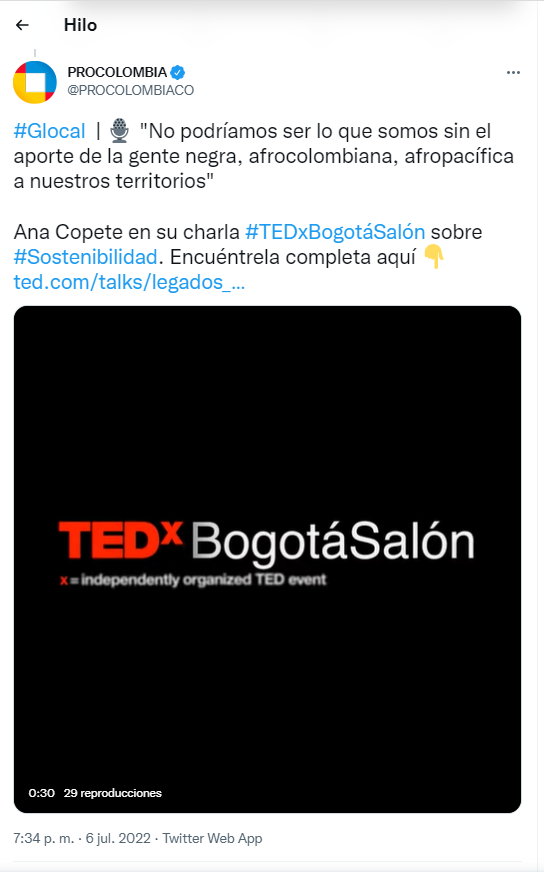 Hilo
PROCOLOMBIA
@PROCOLOMBIACO
#Glocal | "No podríamos ser lo que somos sin el
aporte de la gente negra, afrocolombiana, afropacífica
a nuestros territorios"
Ana Copete en su charla #TEDxBogotáSalón sobre
#Sostenibilidad. Encuéntrela completa aquí
ted.com/talks/legados_...
TEDx BogotáSalón
x = independently organized TED event
0:30 29 reproducciones
7:34 p. m. · 6 jul. 2022 · Twitter Web App